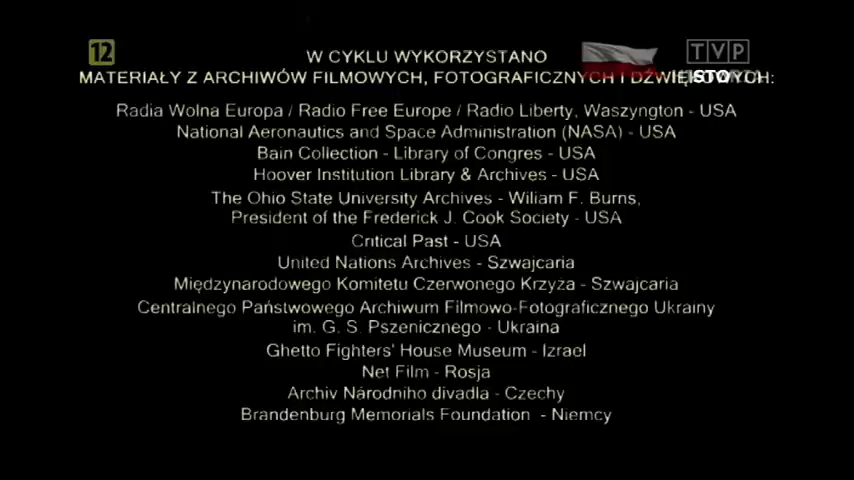 12
TVP
W CYKLU WYKORZYSTANO
MATERIAŁY Z ARCHIWÓW FILMOWYCH, FOTOGRAFICZNYCH I DŹWIĘKOWYCH:
Radia Wolna Europa / Radio Free Europe / Radio Liberty, Waszyngton - USA
National Aeronautics and Space Administration (NASA) - USA
Bain Collection - Library of Congres - USA
Hoover Institution Library & Archives - USA
The Ohio State University Archives - Wiliam F. Burns,
President of the Frederick J. Cook Society - USA
Critical Past - USA
United Nations Archives - Szwajcaria
Międzynarodowego Komitetu Czerwonego Krzyża - Szwajcaria
Centralnego Państwowego Archiwum Filmowo-Fotograficznego Ukrainy
im. G. S. Pszenicznego - Ukraina
Ghetto Fighters' House Museum - Izrael
Net Film - Rosja
Archiv Národniho divadla - Czechy
Brandenburg Memorials Foundation - Niemcy